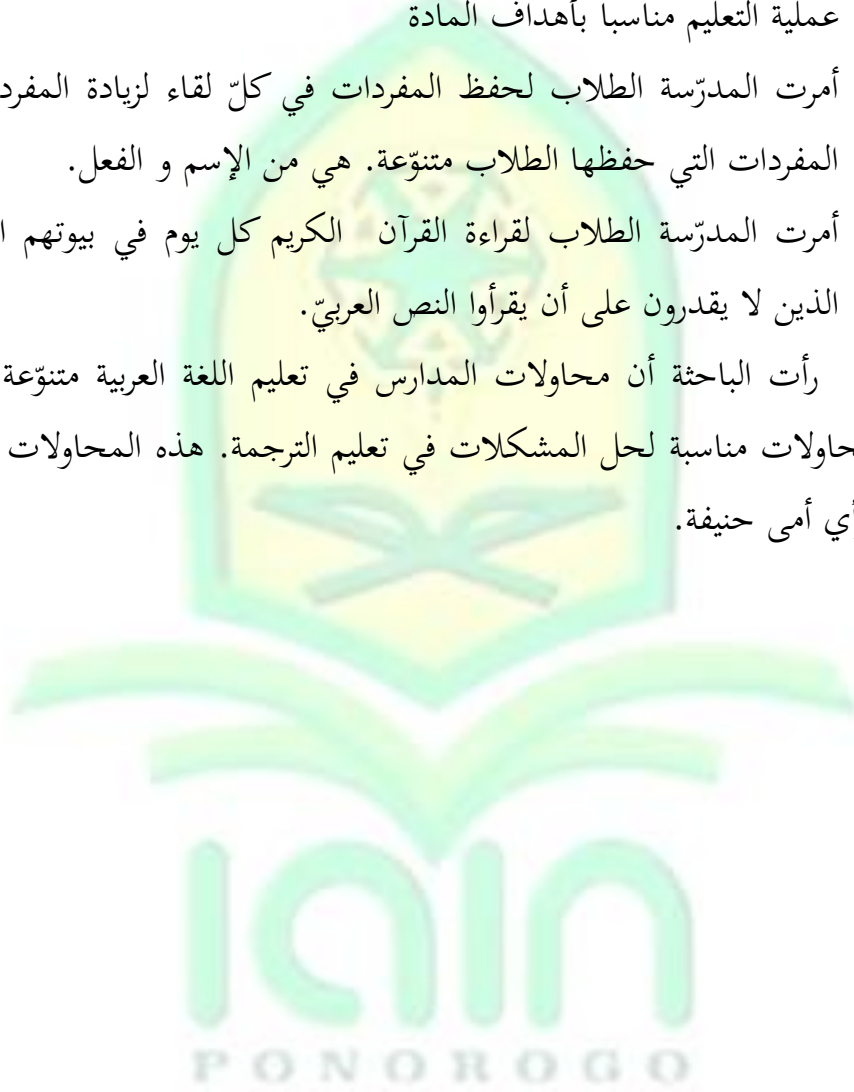 عملية التعليم مناسبا بأهداف المادة
أمرت المدرّسة الطلاب لحفظ المفردات في كلّ لقاء لزيادة
المفردات التي حفظها الطلاب متنوّعة. هي من الإسم و الفعل.
أمرت المدرّسة الطلاب لقراءة القرآن الكريم كل يوم في بيوتهم
الذين لا يقدرون على أن يقرأوا النص العربيّ.
رأت الباحثة أن محاولات المدارس في تعليم اللغة العربية متنوّعة
مناسبة لحل المشكلات في تعليم الترجمة. هذه المحاولات
أمى حنيفة.
iain
PONOROGO